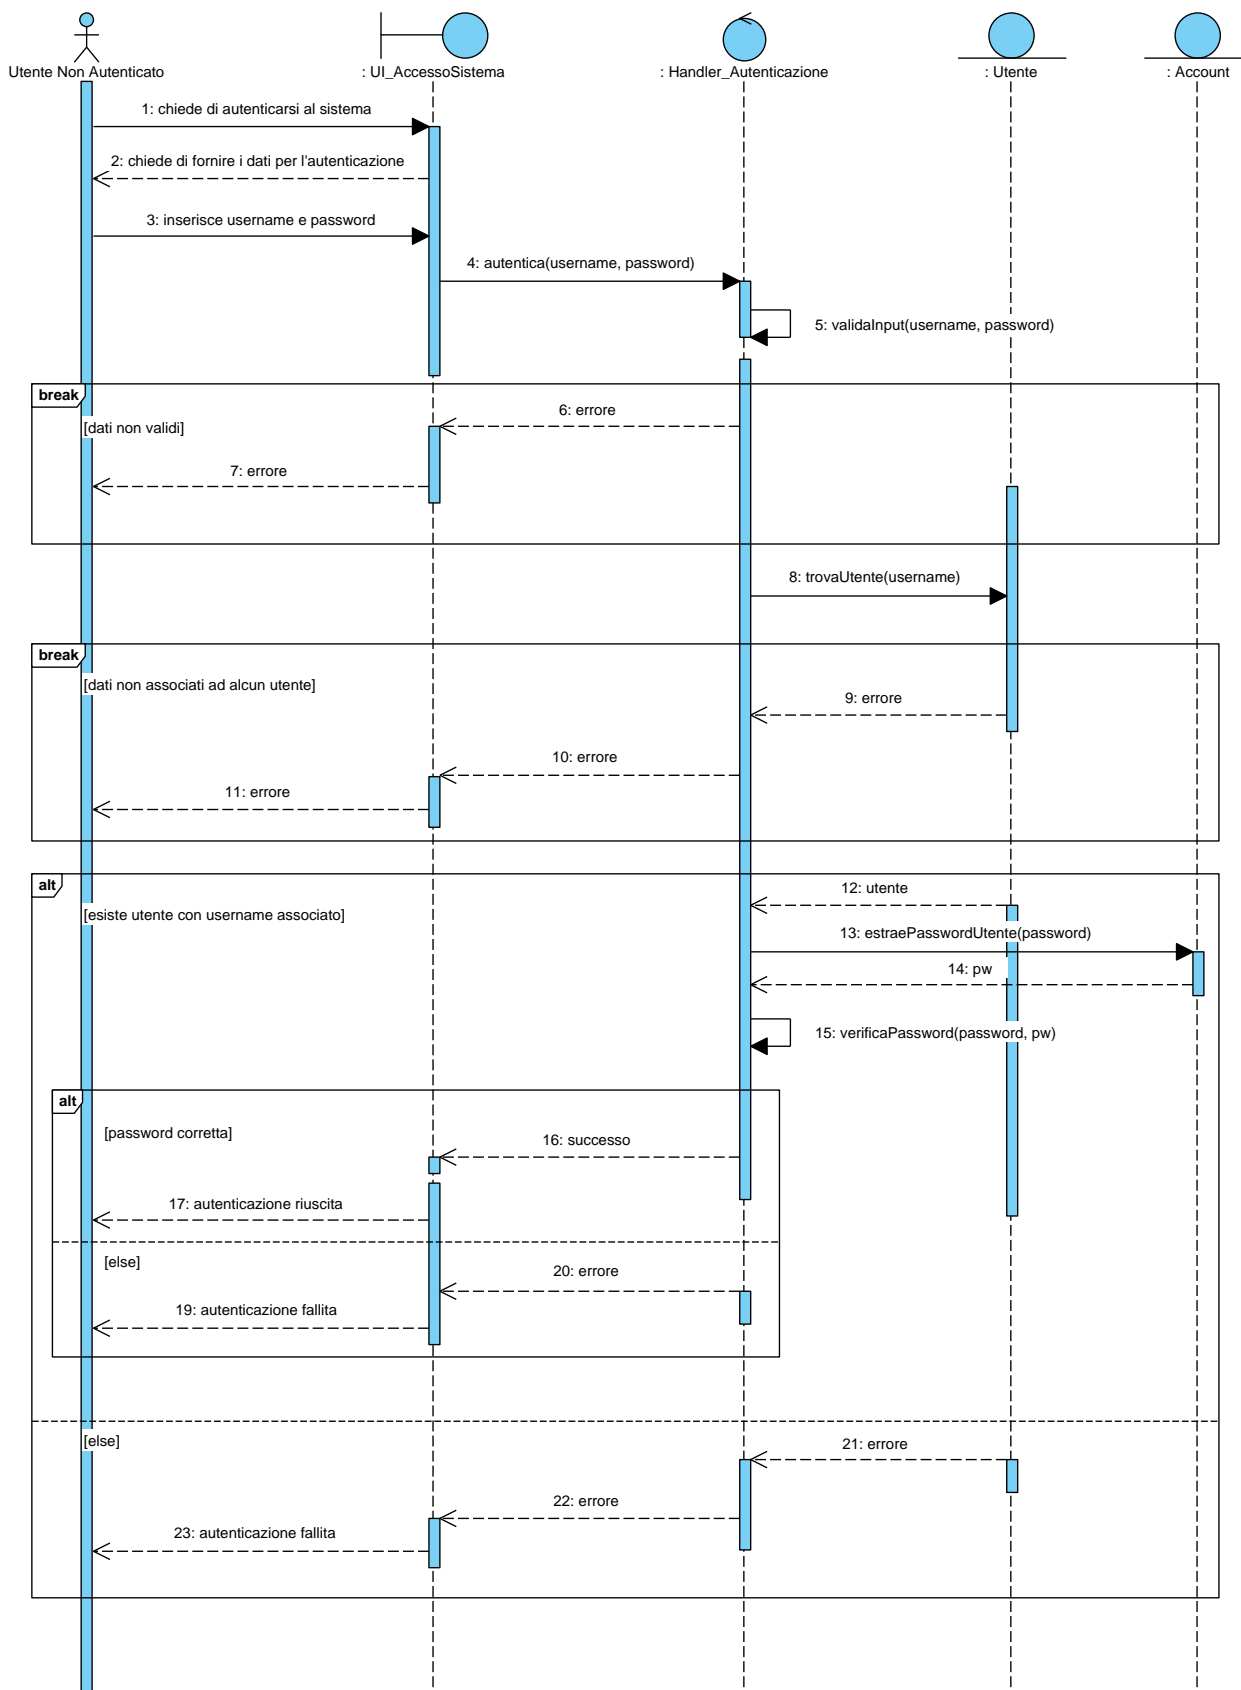 Utente Non Autenticato
: UI_AccessoSistema
: Handler_Autenticazione
: Utente
: Account
1: chiede di autenticarsi al sistema
2: chiede di fornire i dati per l'autenticazione
3: inserisce username e password
4: autentica(username, password)
5: validaInput(username, password)
break
[dati non validi]
6: errore
7: errore
8: trovaUtente(username)
break
[dati non associati ad alcun utente]
9: errore
10: errore
11: errore
alt
[esiste utente con username associato]
12: utente
13: estraePasswordUtente(password)
14: pw
15: verificaPassword(password, pw)
alt
[password corretta]
16: successo
17: autenticazione riuscita
[else]
20: errore
19: autenticazione fallita
[else]
21: errore
22: errore
23: autenticazione fallita